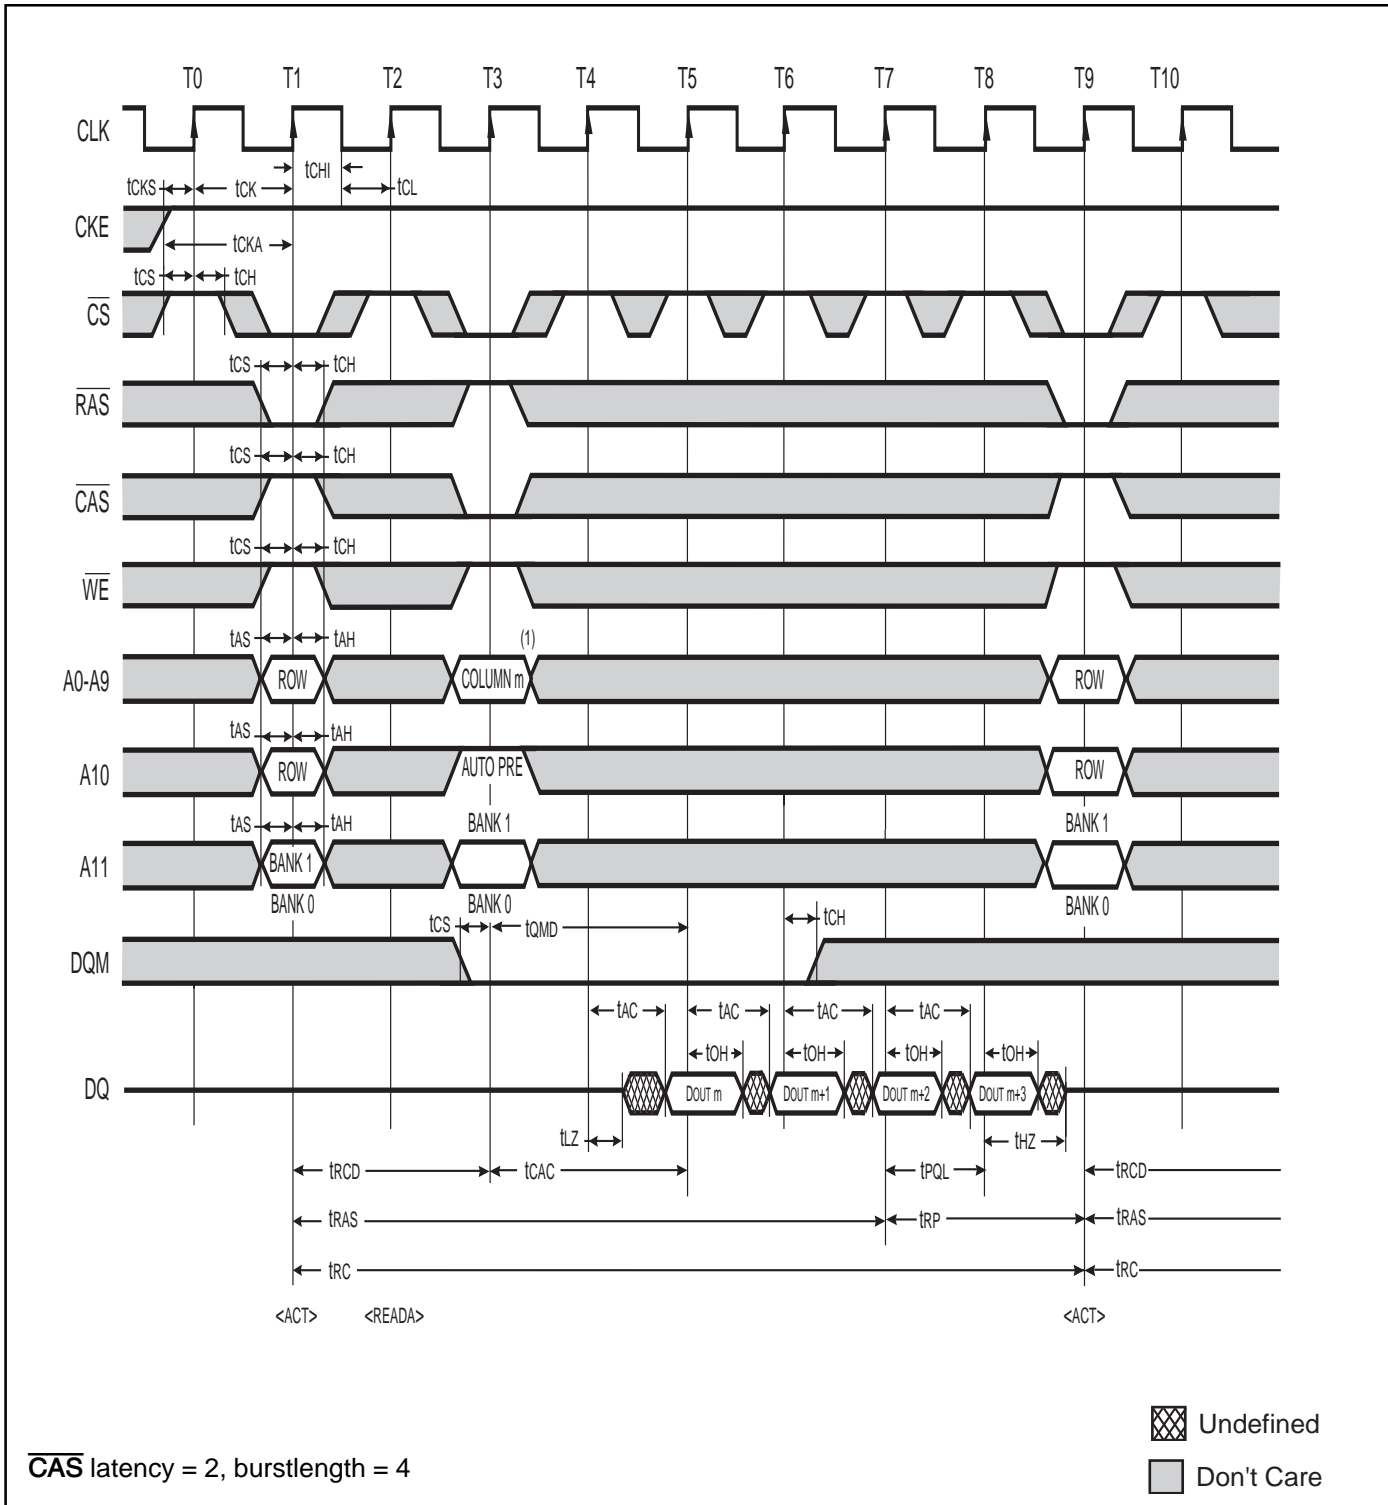 T0 T1 T2 T3 T4 T5 T6 T7 T8 T9 T10
CLK
tCHI
tCKS tCK tCL
CKE
tCKA
tCS tCH
CS
tCS tCH
RAS
tCS tCH
CAS
tCS tCH
WE
tAS tAH (1)
A0-A9 ROW COLUMN m ROW
tAS tAH
A10 ROW AUTO PRE ROW
tAS tAH BANK 1 BANK 1
A11 BANK 1
BANK 0 BANK 0 BANK 0
tCS tQMD tCH
DQM
tAC tAC tAC tAC
tOH tOH tOH tOH
DQ DOUT m DOUT m+1 DOUT m+2 DOUT m+3
tLZ tHZ
tRCD tCAC tPQL tRCD
tRAS tRP tRAS
tRC tRC
<ACT> <READA> <ACT>
Undefined
CAS latency = 2, burstlength = 4
Don't Care